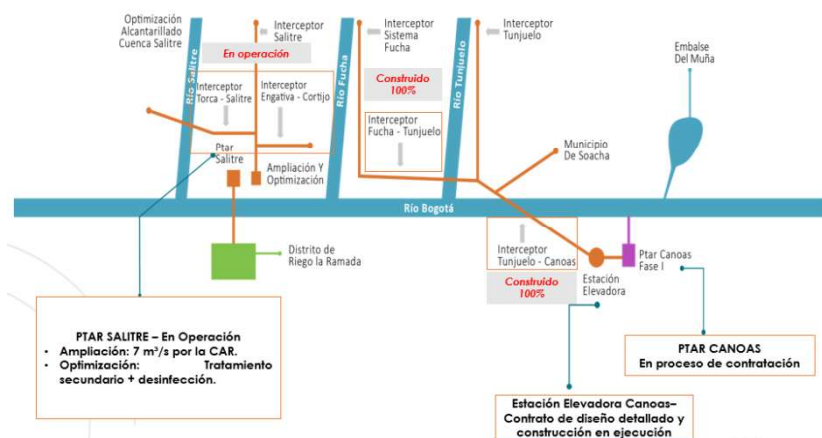 Optimización
Alcantarillado
Cuenca Salitre
Río Salitre
Interceptor
Salitre
En operación
Interceptor
Torca - Salitre
Interceptor
Engativa - Cortijo
Ptar
Salitre
Ampliación Y
Optimización
Río Fucha
Interceptor
Sistema
Fucha
Construido
100%
Interceptor
Fucha - Tunjuelo
Río Tunjuelo
Interceptor
Tunjuelo
Municipio
De Soacha
Embalse
Del Muña
Río Bogotá
Distrito de
Riego la Ramada
Interceptor
Tunjuelo - Canoas
Construido
100%
Estación
Elevadora
Ptar Canoas
Fase I
PTAR SALITRE – En Operación
• Ampliación: 7 m³/s por la CAR.
• Optimización: Tratamiento
secundario + desinfección.
PTAR CANOAS
En proceso de contratación
Estación Elevadora Canoas–
Contrato de diseño detallado y
construcción en ejecución